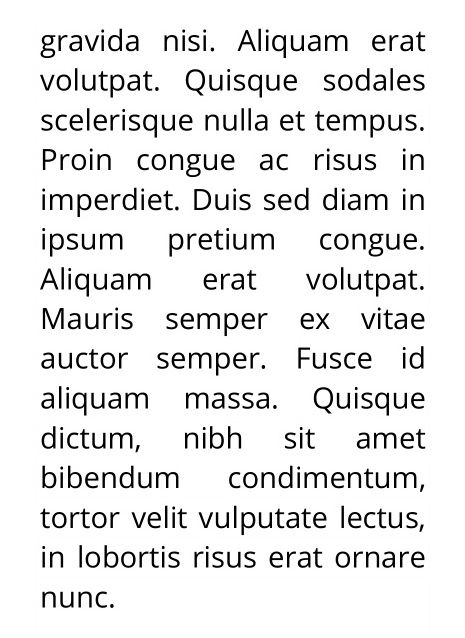 gravida nisi. Aliquam erat
volutpat. Quisque sodales
scelerisque nulla et tempus.
Proin congue ac risus in
imperdiet. Duis sed diam in
ipsum pretium congue.
Aliquam erat volutpat.
Mauris semper ex vitae
auctor semper. Fusce id
aliquam massa. Quisque
dictum, nibh sit amet
bibendum condimentum,
tortor velit vulputate lectus,
in lobortis risus erat ornare
nunc.